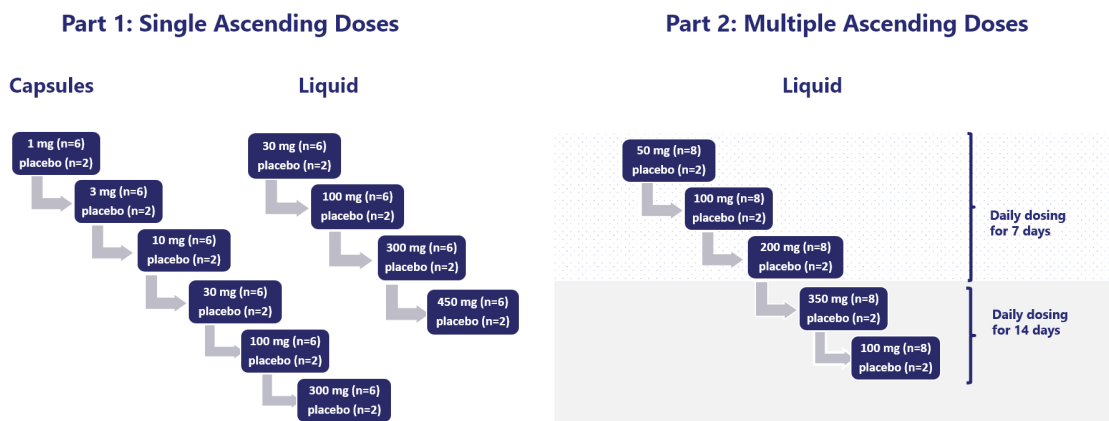 Part 1: Single Ascending Doses
Capsules
1 mg (n=6)
placebo (n=2)
3 mg (n=6)
placebo (n=2)
10 mg (n=6)
placebo (n=2)
30 mg (n=6)
placebo (n=2)
100 mg (n=6)
placebo (n=2)
300 mg (n=6)
placebo (n=2)
Liquid
30 mg (n=6)
placebo (n=2)
100 mg (n=6)
placebo (n=2)
300 mg (n=6)
placebo (n=2)
450 mg (n=6)
placebo (n=2)
Part 2: Multiple Ascending Doses
Liquid
50 mg (n=8)
placebo (n=2)
100 mg (n=8)
placebo (n=2)
200 mg (n=8)
placebo (n=2)
Daily dosing
for 7 days
350 mg (n=8)
placebo (n=2)
100 mg (n=8)
placebo (n=2)
Daily dosing
for 14 days